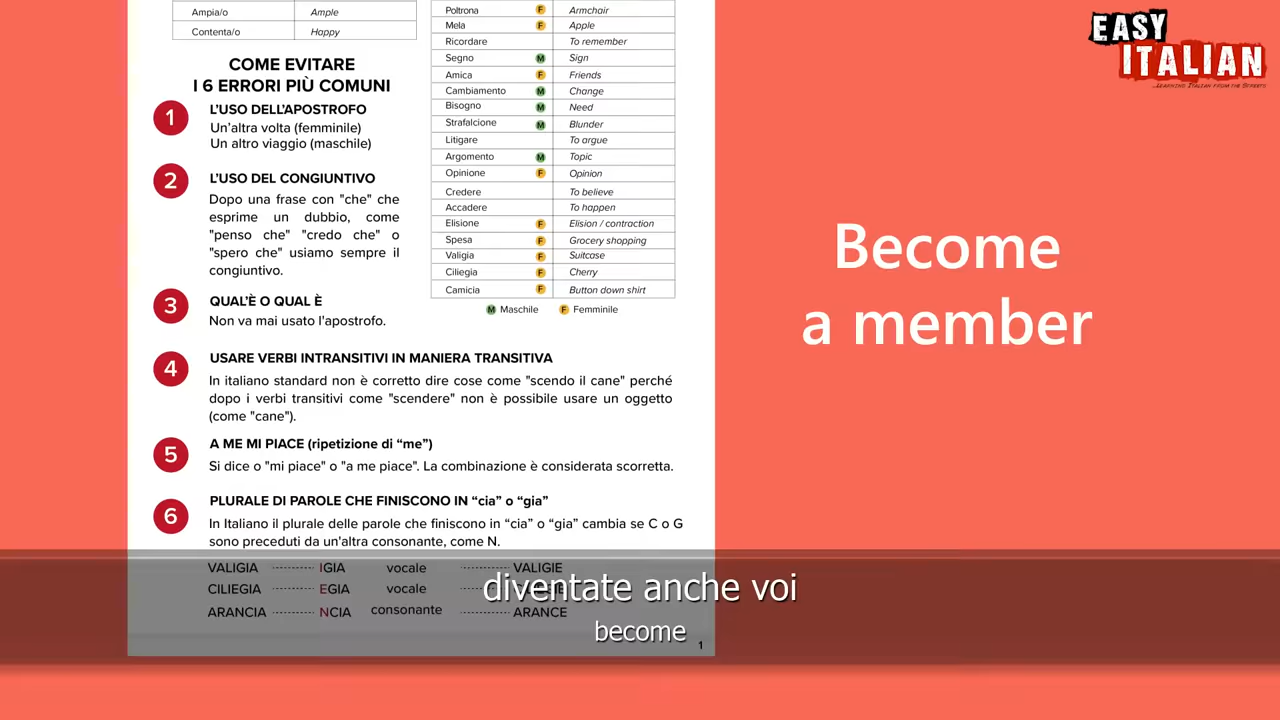 Ampia/o Ample
Contenta/o Happy
COME EVITARE
I 6 ERRORI PIÙ COMUNI
1 L'USO DELL'APOSTROFO
Un'altra volta (femminile)
Un altro viaggio (maschile)
2 L'USO DEL CONGIUNTIVO
Dopo una frase con "che" che
esprime un dubbio, come
"penso che" "credo che" o
"spero che" usiamo sempre il
congiuntivo.
3 QUAL'È O QUAL È
Non va mai usato l'apostrofo.
Poltrona F Armchair
Mela F Apple
Ricordare To remember
Segno M Sign
Amica F Friends
Cambiamento M Change
Bisogno M Need
Strafalcione M Blunder
Litigare To argue
Argomento M Topic
Opinione F Opinion
Credere To believe
Accadere To happen
Elisione F Elision / contraction
Spesa F Grocery shopping
Valigia F Suitcase
Ciliegia F Cherry
Camicia F Button down shirt
M Maschile F Femminile
4 USARE VERBI INTRANSITIVI IN MANIERA TRANSITIVA
In italiano standard non è corretto dire cose come "scendo il cane" perché
dopo i verbi transitivi come "scendere" non è possibile usare un oggetto
(come "cane").
5 A ME MI PIACE (ripetizione di “me”)
Si dice o "mi piace" o "a me piace". La combinazione è considerata scorretta.
6 PLURALE DI PAROLE CHE FINISCONO IN “cia” o “gia”
In Italiano il plurale delle parole che finiscono in “cia” o “gia” cambia se C o G
sono preceduti da un'altra consonante, come N.
VALIGIA IGIA vocale VALIGIE
CILIEGIA EGIA vocale
ARANCIA NCIA consonante ARANCE
1
EASY
ITALIAN
...LEARNING ITALIAN FROM THE STREETS
Become
a member
diventate anche voi
become